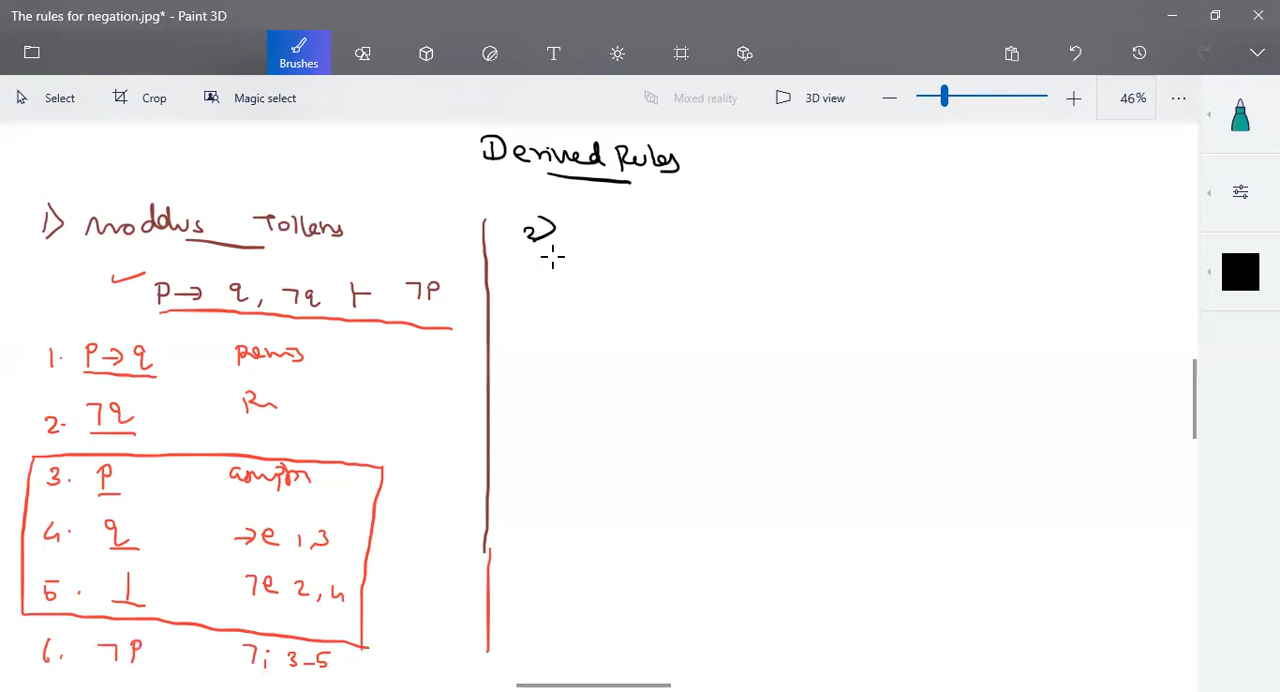 The rules for negation.jpg* - Paint 3D
Brushes
Select
Crop
Magic select
Mixed reality
3D view
46%
Derived Rules
1) Moddus Tollens
P→ q, ¬q ⊢ ¬P
1. P→q
2. ¬q
3. P
4. q →e 1,3
5. ⊥ ¬e 2,4
6. ¬P ¬i 3-5
2)